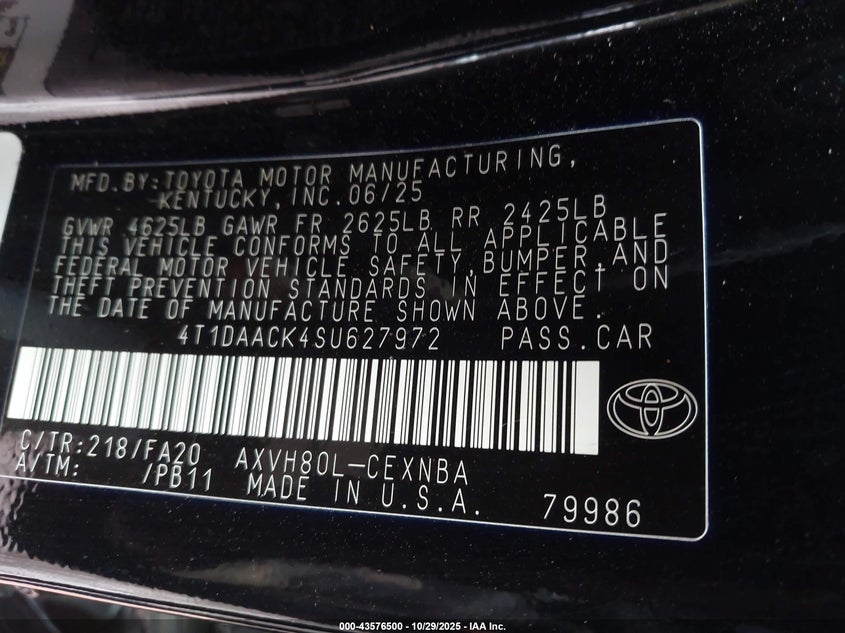 MFD.BY:TOYOTA MOTOR MANUFACTURING,
KENTUCKY,INC.06/25
GVWR 4625LB GAWR FR 2625LB RR 2425LB
THIS VEHICLE CONFORMS TO ALL APPLICABLE
FEDERAL MOTOR VEHICLE SAFETY,BUMPER,AND
THEFT PREVENTION STANDARDS IN EFFECT ON
THE DATE OF MANUFACTURE SHOWN ABOVE.
4T1DAACK4SU627972 PASS.CAR
C/TR:218/FA20 AXVH80L-CEXNBA
A/TM: /PB11 MADE IN U.S.A. 79986
000-43576500 - 10/29/2025 - IAA Inc.